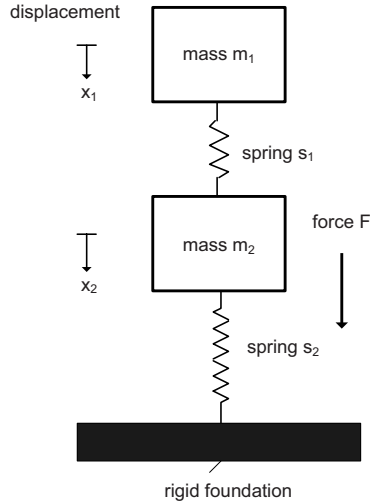 displacement
mass m₁
x₁
spring s₁
mass m₂
force F
x₂
spring s₂
rigid foundation